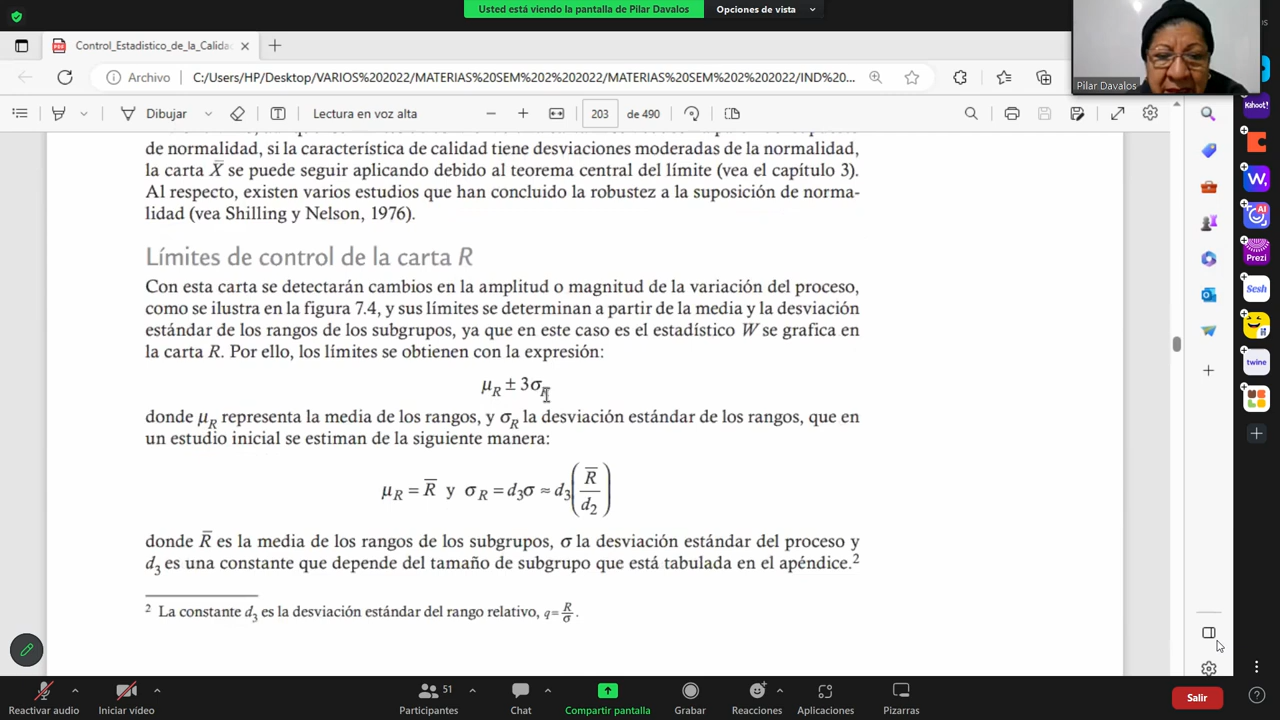 Usted está viendo la pantalla de Pilar Davalos
Opciones de vista
Control_Estadistico_de_la_Calida
Archivo
C:/Users/HP/Desktop/VARIOS%202022/MATERIAS%20SEM%202%202022/MATERIAS%20SEM%202%202022/IND%20...
Pilar Davalos
Dibujar
Lectura en voz alta
203
de 490
de normalidad, si la característica de calidad tiene desviaciones moderadas de la normalidad,
la carta X̅ se puede seguir aplicando debido al teorema central del límite (vea el capítulo 3).
Al respecto, existen varios estudios que han concluido la robustez a la suposición de norma-
lidad (vea Shilling y Nelson, 1976).
Límites de control de la carta R
Con esta carta se detectarán cambios en la amplitud o magnitud de la variación del proceso,
como se ilustra en la figura 7.4, y sus límites se determinan a partir de la media y la desviación
estándar de los rangos de los subgrupos, ya que en este caso es el estadístico W se grafica en
la carta R. Por ello, los límites se obtienen con la expresión:
μR ± 3σR
donde μR representa la media de los rangos, y σR la desviación estándar de los rangos, que en
un estudio inicial se estiman de la siguiente manera:
μR = R̅ y σR = d3σ ≈ d3(R̅/d2)
donde R̅ es la media de los rangos de los subgrupos, σ la desviación estándar del proceso y
d3 es una constante que depende del tamaño de subgrupo que está tabulada en el apéndice.²
² La constante d3 es la desviación estándar del rango relativo, q = R/σ.
Kahoot!
W.
AI
Prezi
Sesh
twine
Reactivar audio
Iniciar video
51
Participantes
Chat
Compartir pantalla
Grabar
Reacciones
Aplicaciones
Pizarras
Salir